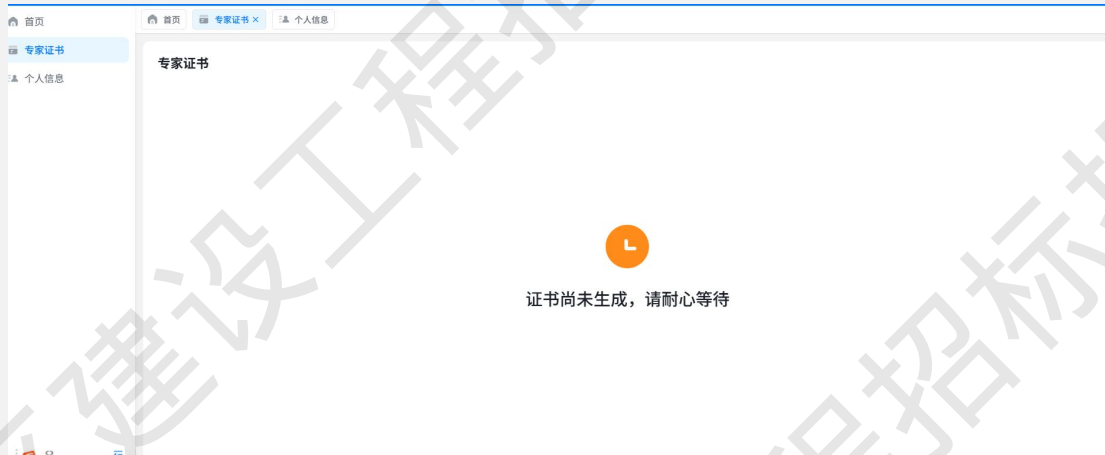 首页
专家证书
个人信息
首页 专家证书 × 个人信息
专家证书
证书尚未生成，请耐心等待
建设工程招
程招标